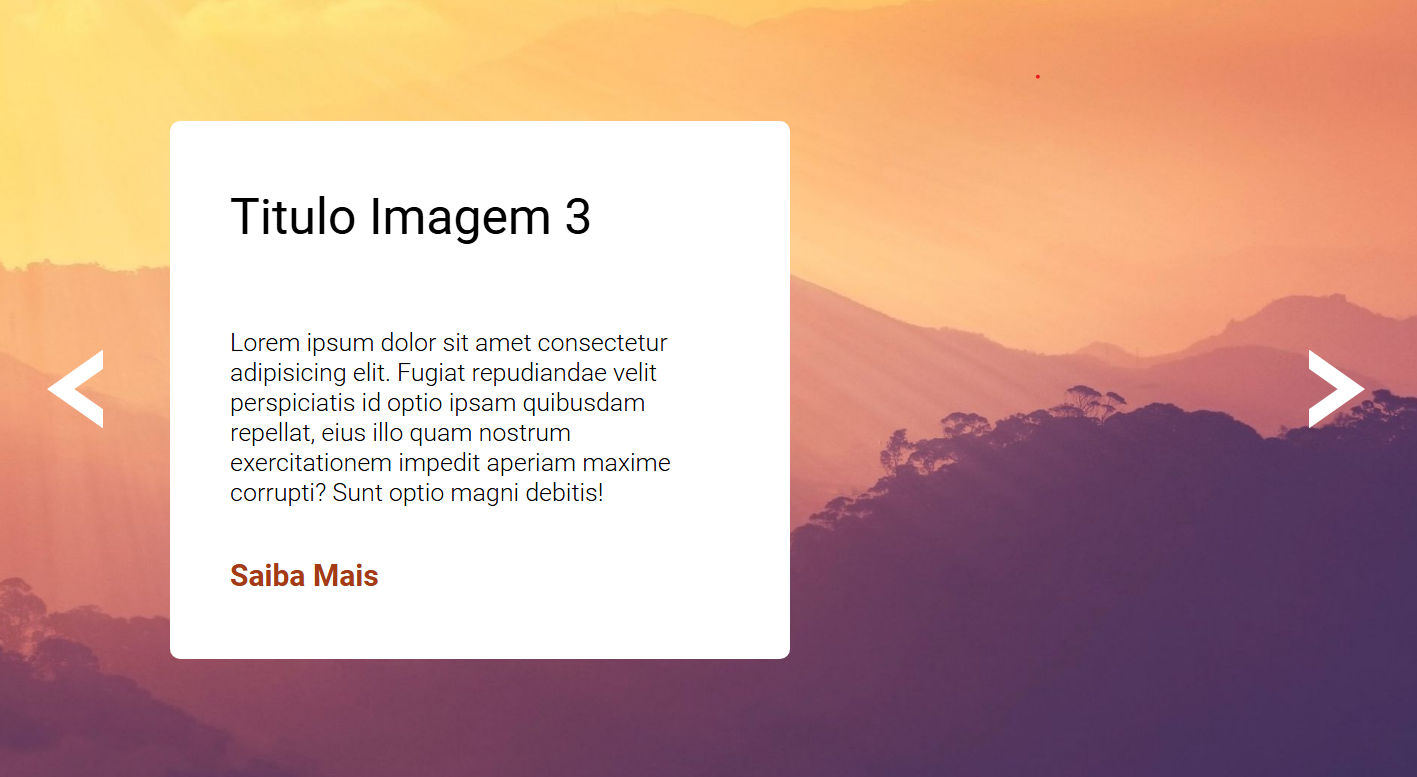 Titulo Imagem 3
Lorem ipsum dolor sit amet consectetur
adipisicing elit. Fugiat repudiandae velit
perspiciatis id optio ipsam quibusdam
repellat, eius illo quam nostrum
exercitationem impedit aperiam maxime
corrupti? Sunt optio magni debitis!
Saiba Mais